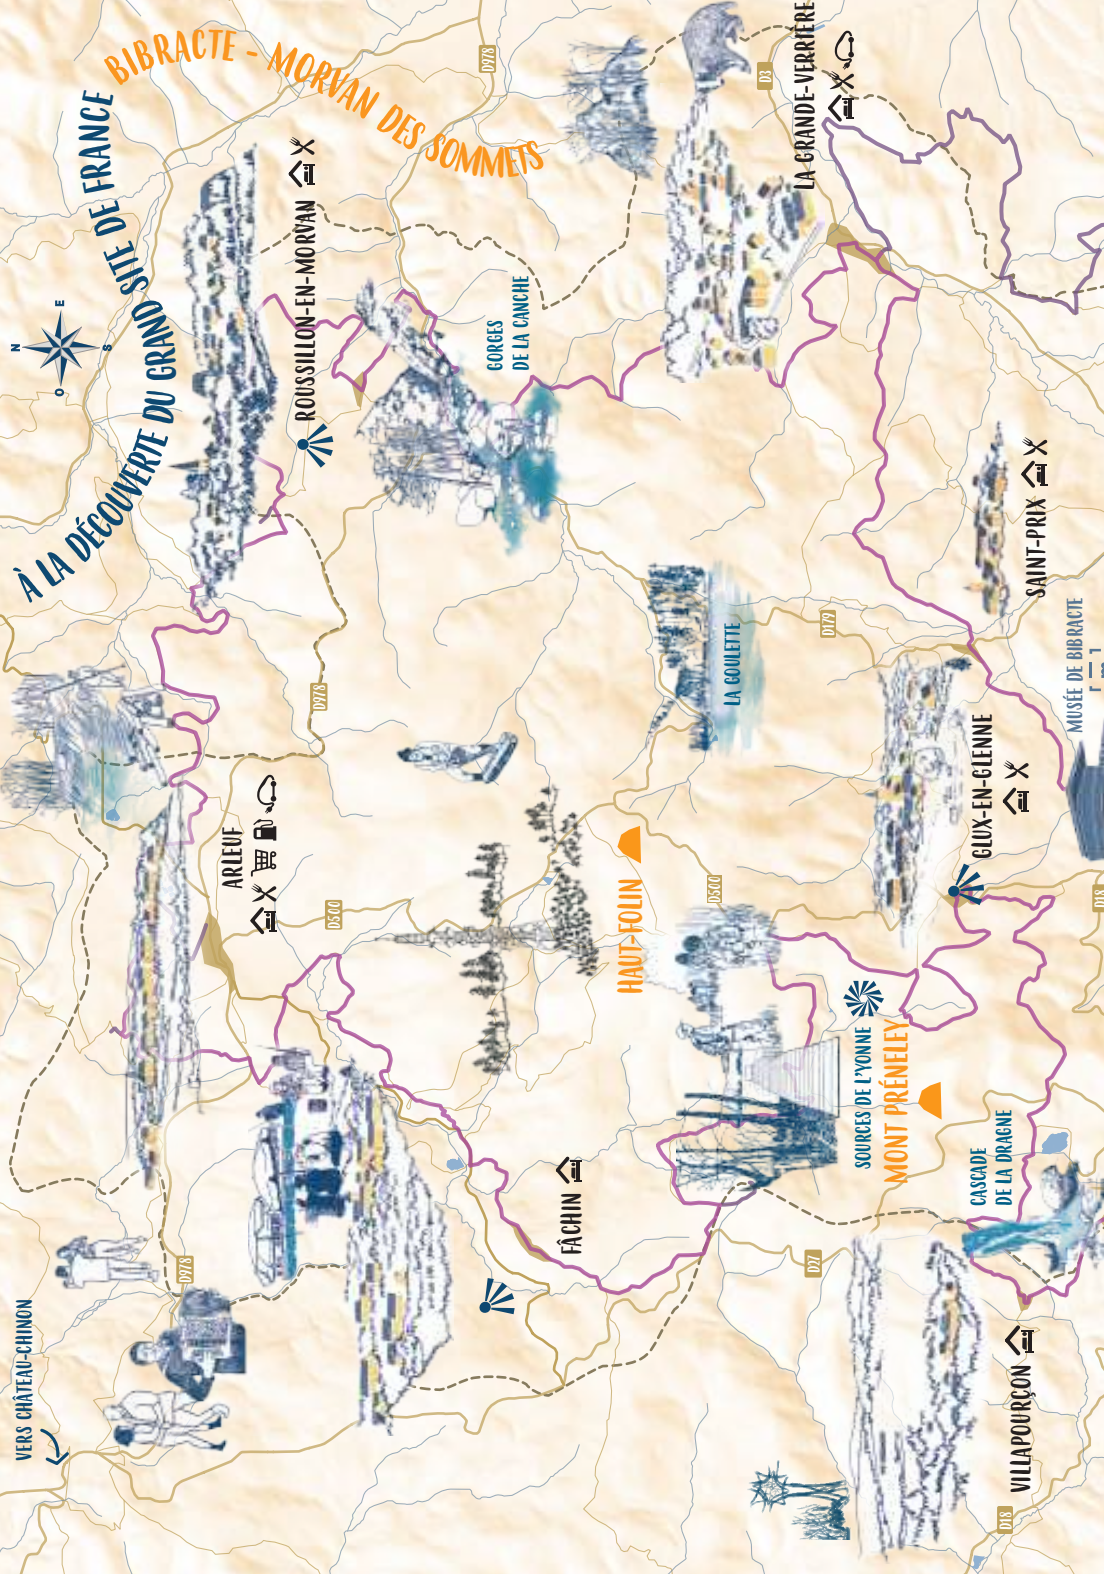 À LA DÉCOUVERTE DU GRAND SITE DE FRANCE
BIBRACTE - MORVAN DES SOMMETS
N
E
S
O
VERS CHÂTEAU-CHINON
D978
D978
D978
ARLEUF
D500
ROUSSILLON-EN-MORVAN
GORGES
DE LA CANCHE
FÂCHIN
HAUT-FOLIN
D500
LA GOULETTE
D3
LA GRANDE-VERRIÈRE
D27
D179
SOURCES DE L'YONNE
MONT PRÉNELEY
CASCADE
DE LA DRAGNE
GLUX-EN-GLENNE
SAINT-PRIX
VILLAPOURÇON
D18
D18
MUSÉE DE BIBRACTE